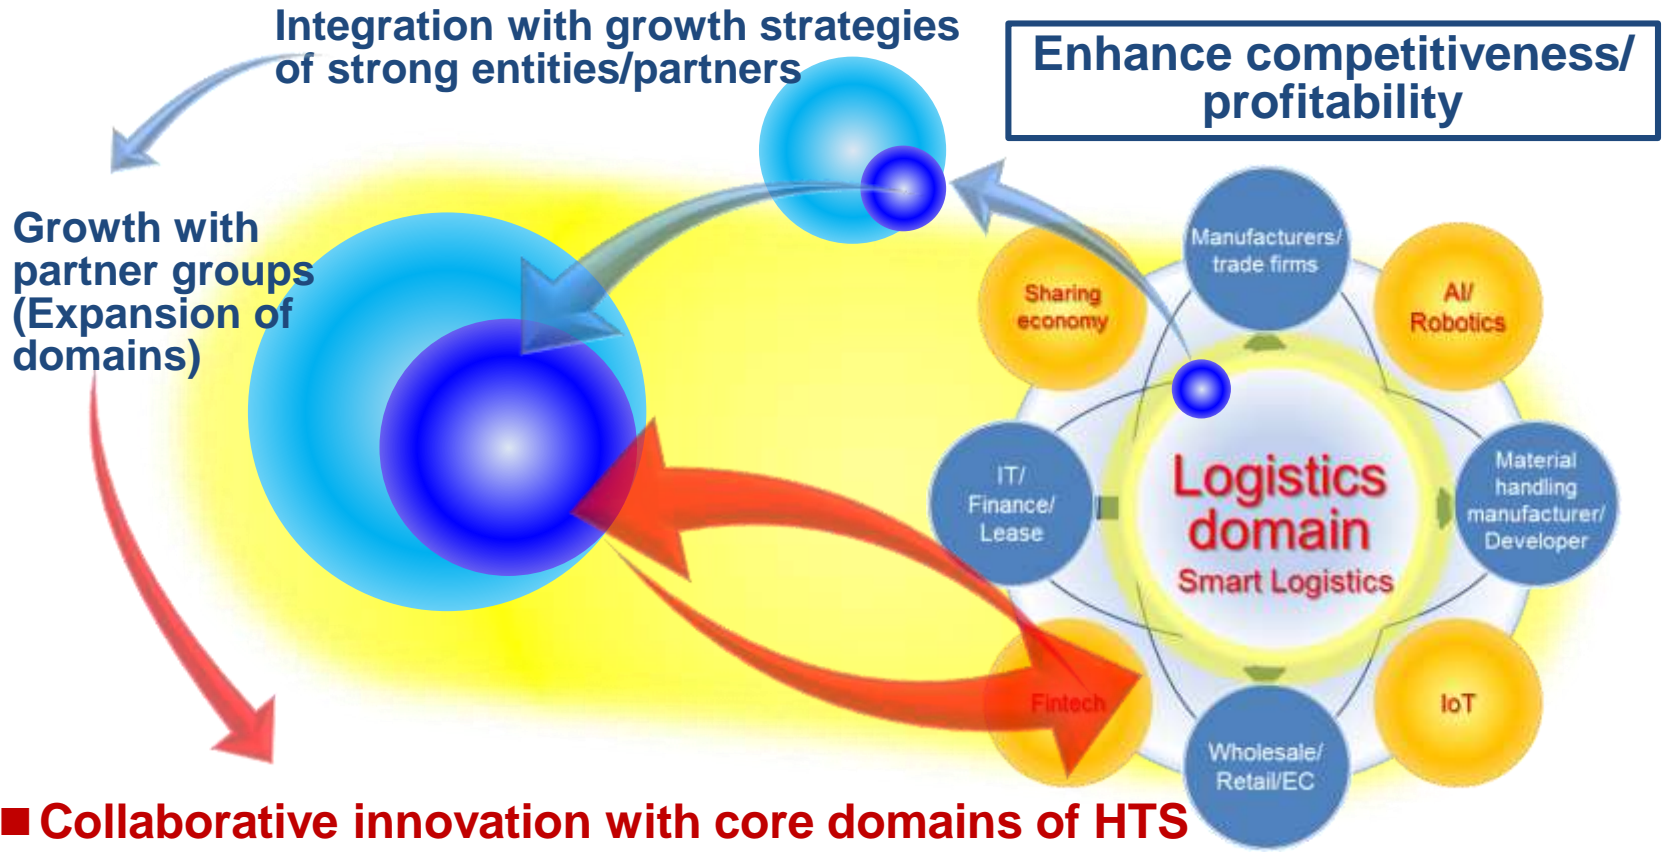 Integration with growth strategies
of strong entities/partners
Enhance competitiveness/
profitability
Growth with
partner groups
(Expansion of
domains)
Manufacturers/
trade firms
Sharing
economy
AI/
Robotics
IT/
Finance/
Lease
Logistics
domain
Smart Logistics
Material
handling
manufacturer/
Developer
Fintech
IoT
Wholesale/
Retail/EC
■ Collaborative innovation with core domains of HTS